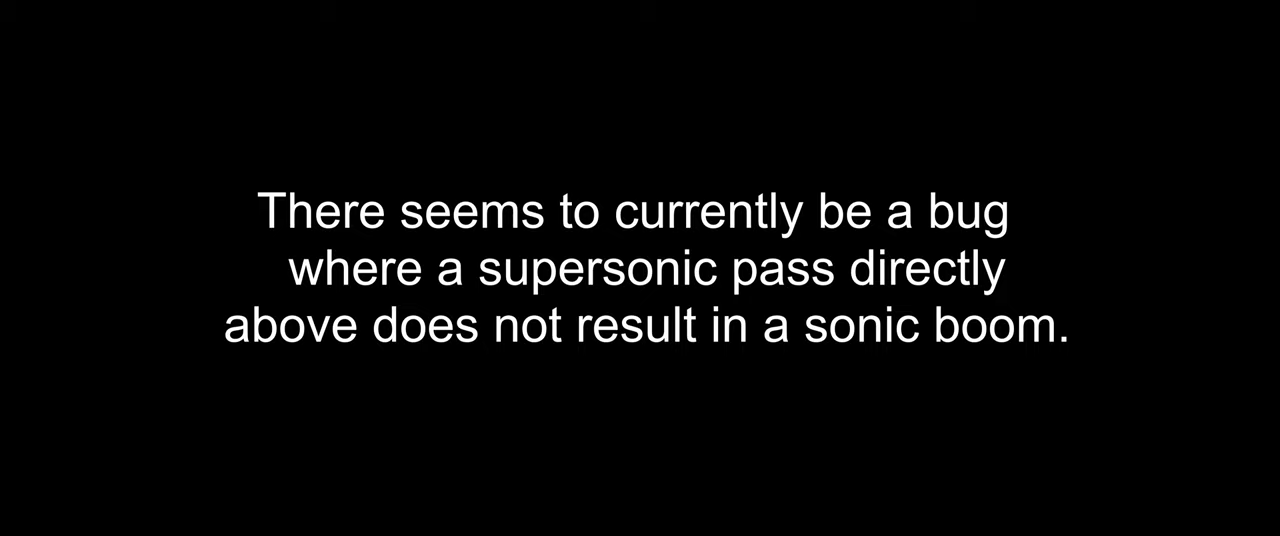 There seems to currently be a bug
where a supersonic pass directly
above does not result in a sonic boom.